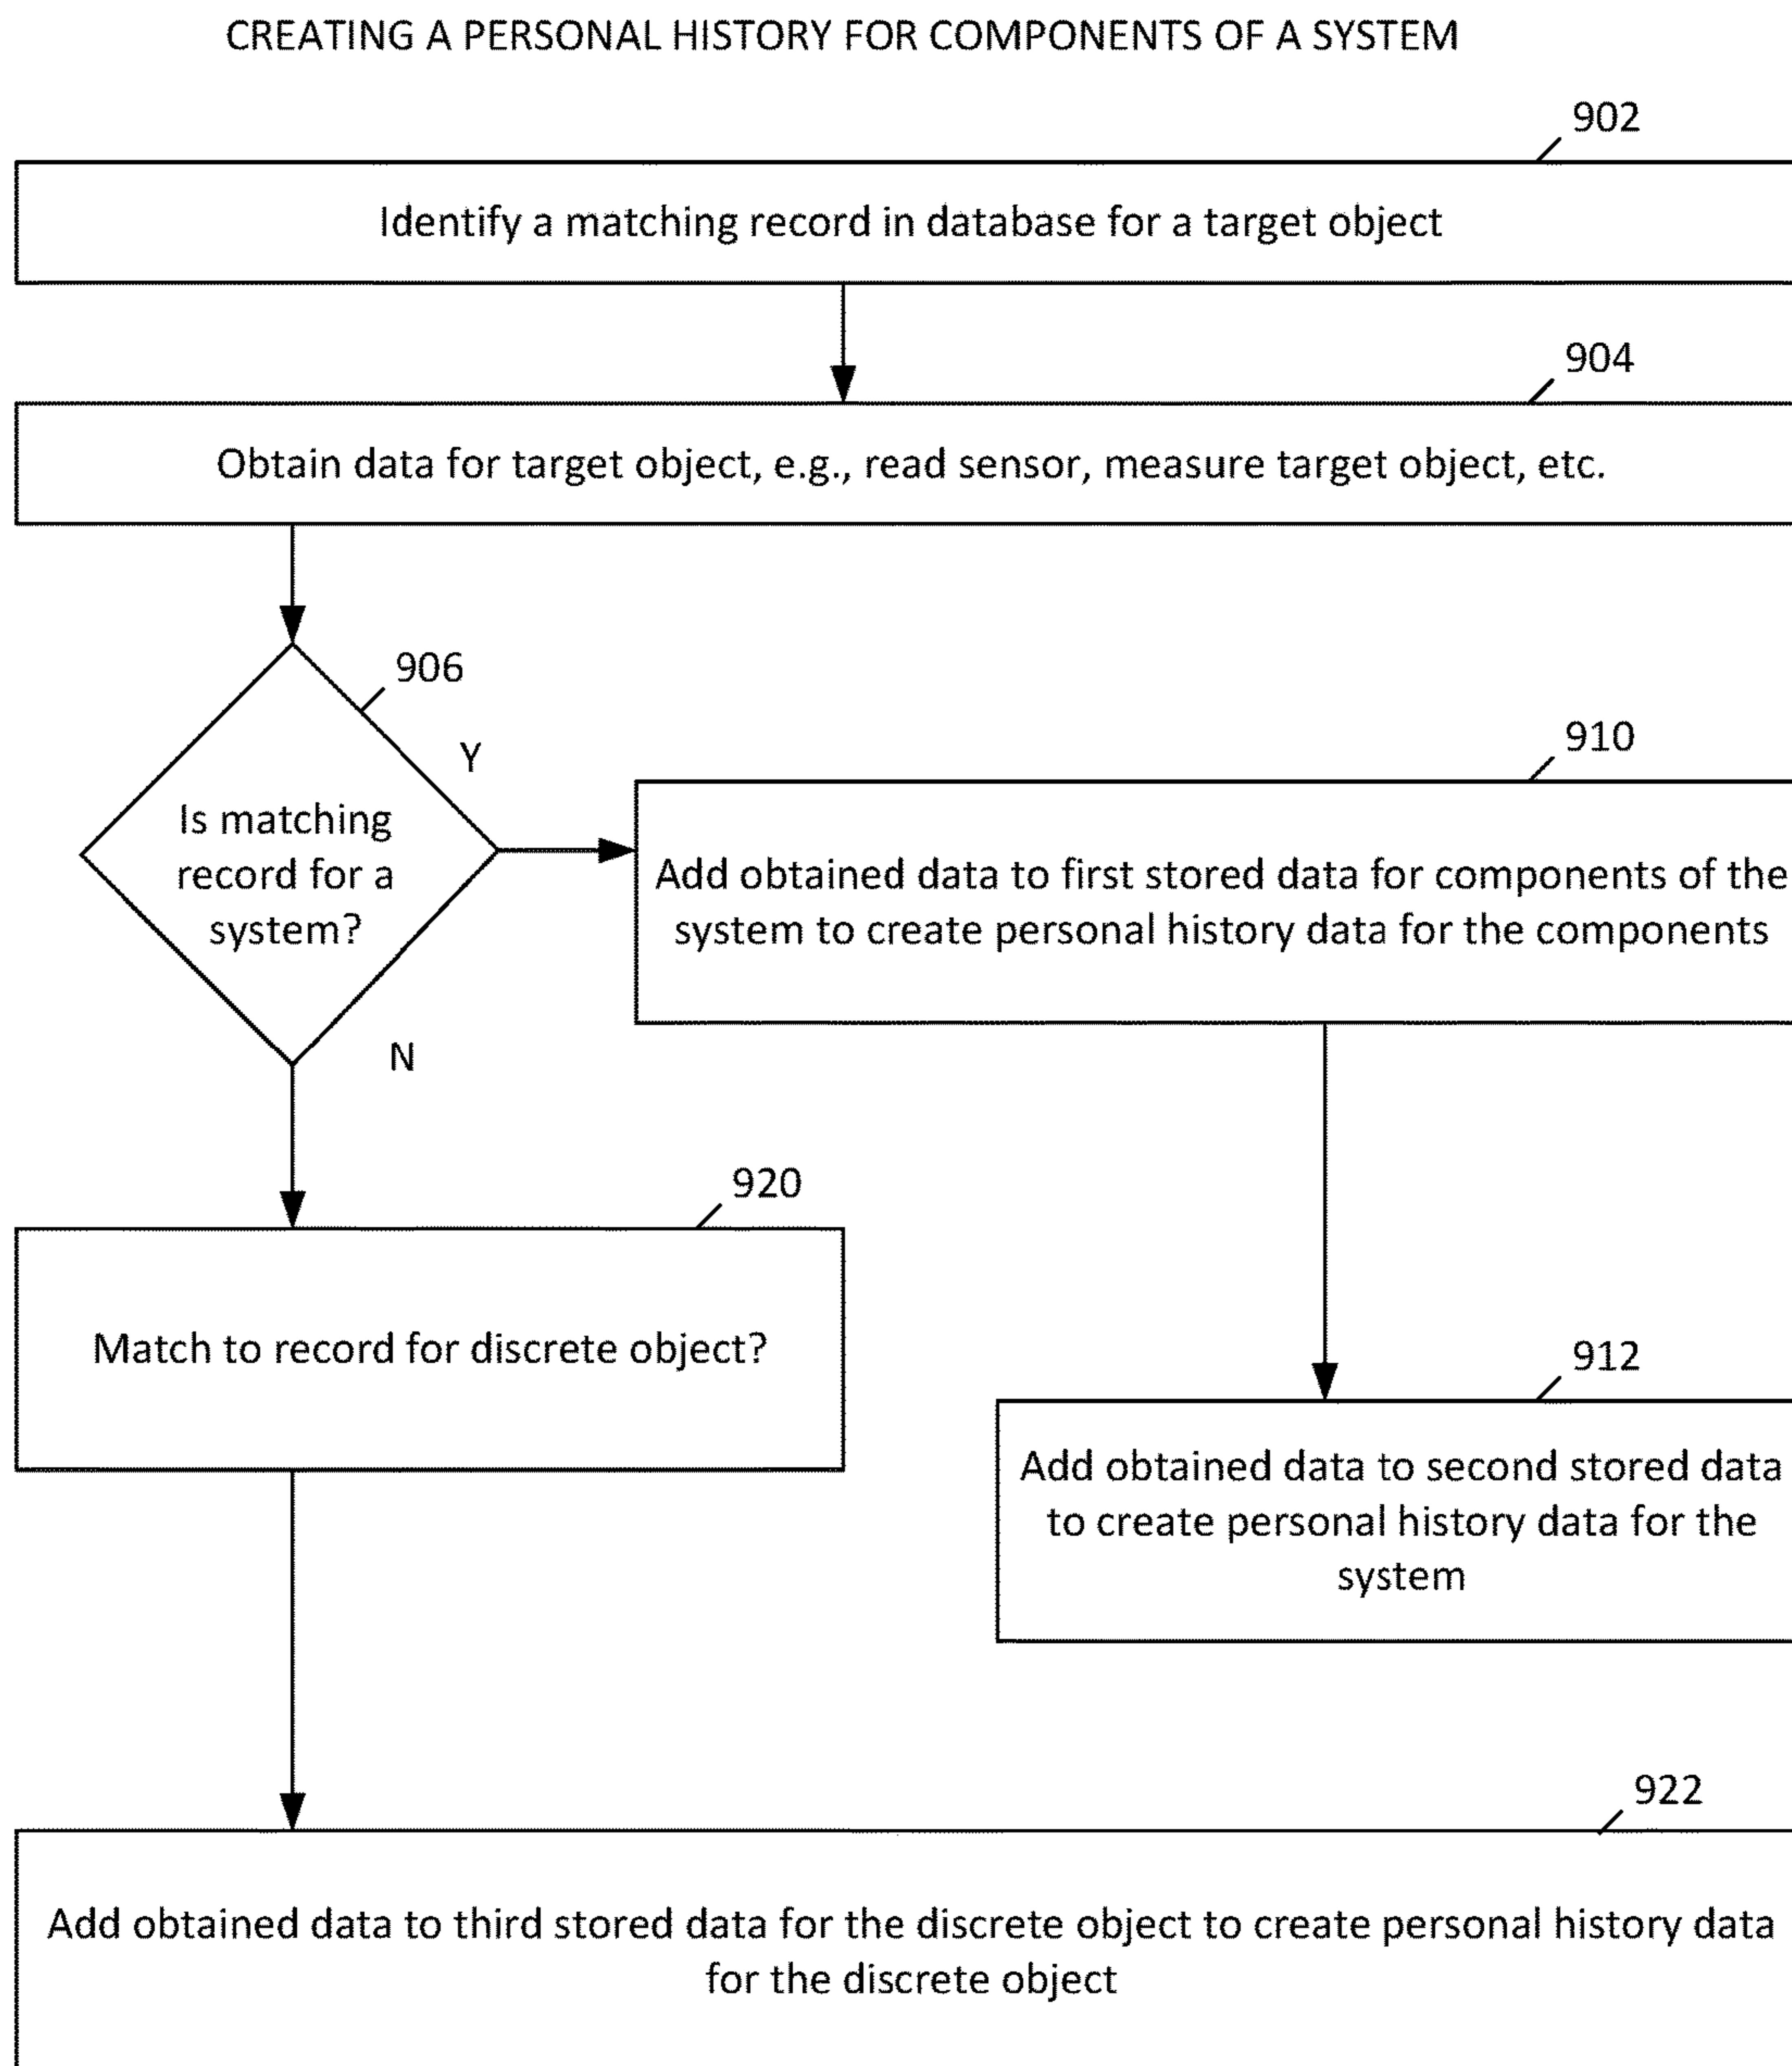 CREATING A PERSONAL HISTORY FOR COMPONENTS OF A SYSTEM
902
Identify a matching record in database for a target object
904
Obtain data for target object, e.g., read sensor, measure target object, etc.
906
Y
Is matching
record for a
system?
N
910
Add obtained data to first stored data for components of the
system to create personal history data for the components
920
Match to record for discrete object?
912
Add obtained data to second stored data
to create personal history data for the
system
922
Add obtained data to third stored data for the discrete object to create personal history data
for the discrete object